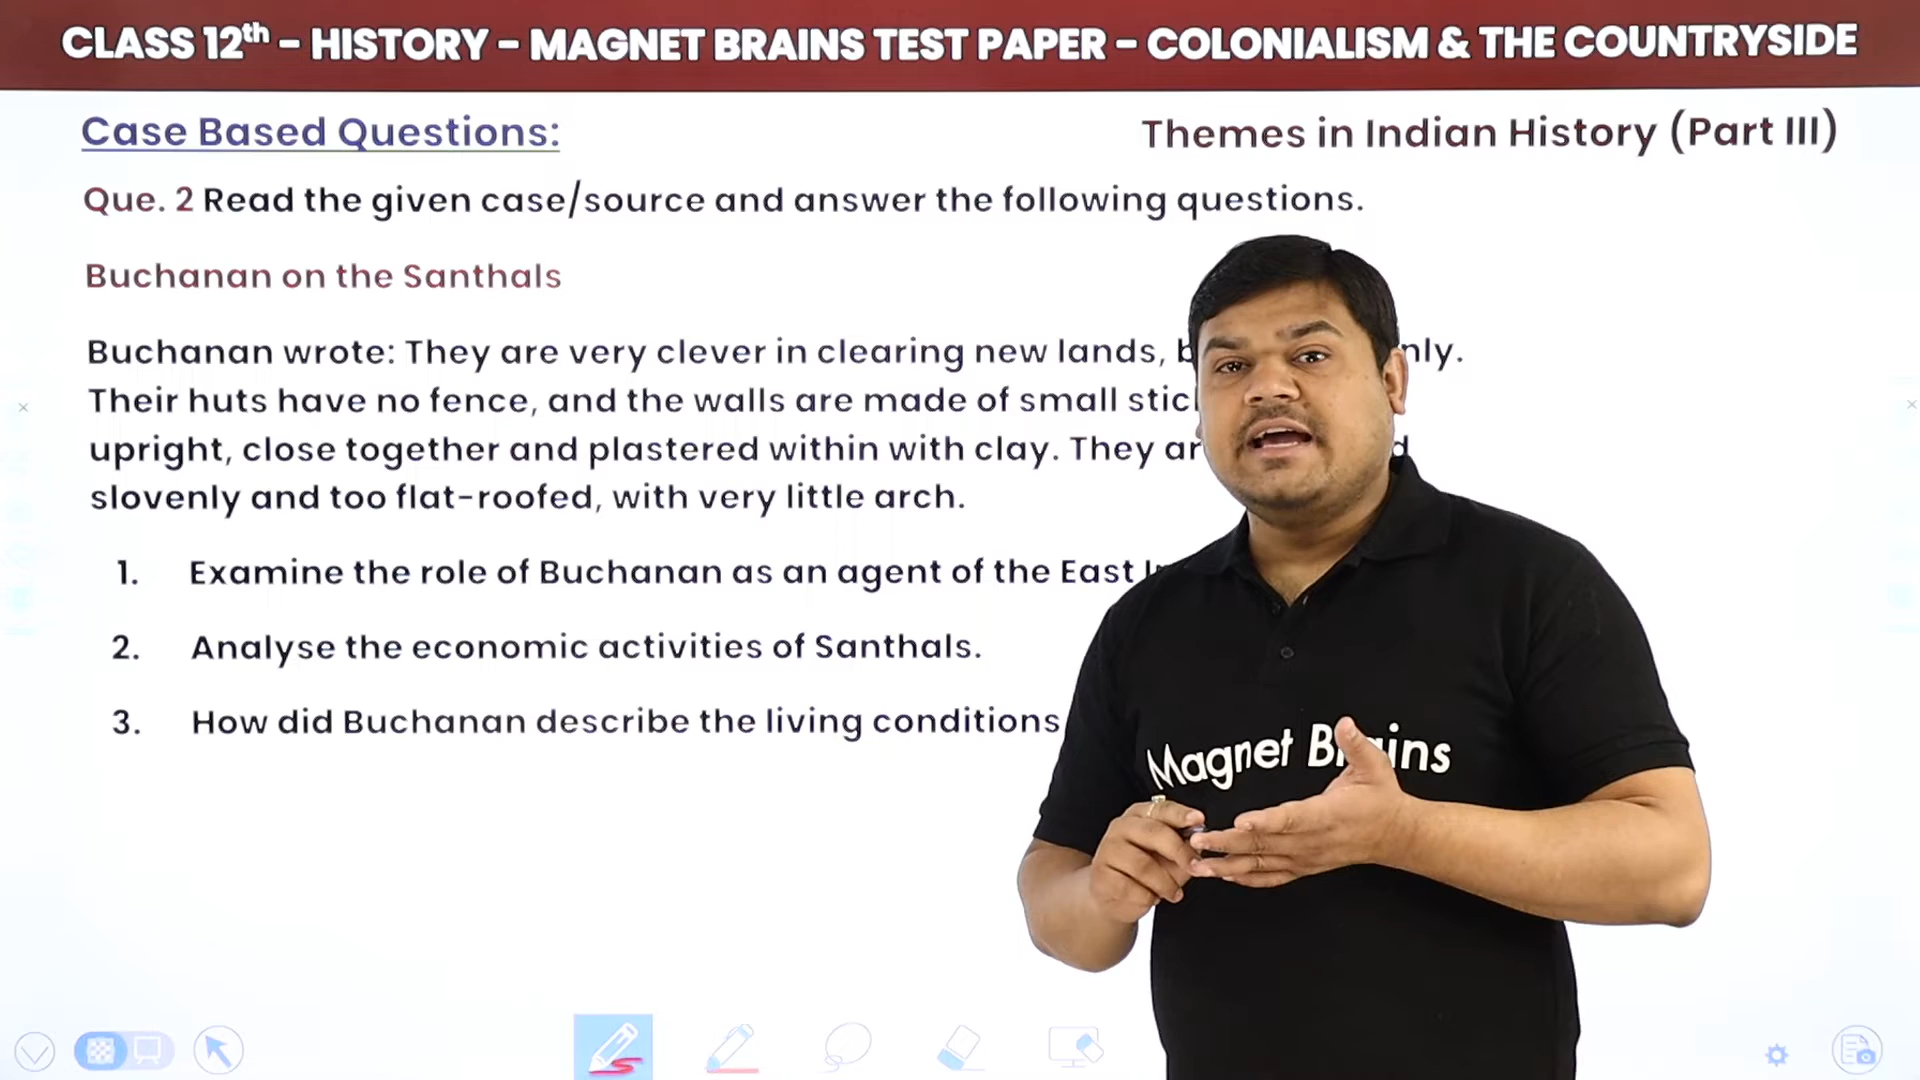 CLASS 12th - HISTORY - MAGNET BRAINS TEST PAPER - COLONIALISM & THE COUNTRYSIDE
Case Based Questions:
Themes in Indian History (Part III)
Que. 2 Read the given case/source and answer the following questions.
Buchanan on the Santhals
Buchanan wrote: They are very clever in clearing new lands,
Their huts have no fence, and the walls are made of small
upright, close together and plastered within with clay. They
slovenly and too flat-roofed, with very little arch.
1. Examine the role of Buchanan as an agent of the East
2. Analyse the economic activities of Santhals.
3. How did Buchanan describe the living conditions
Magnet Brains